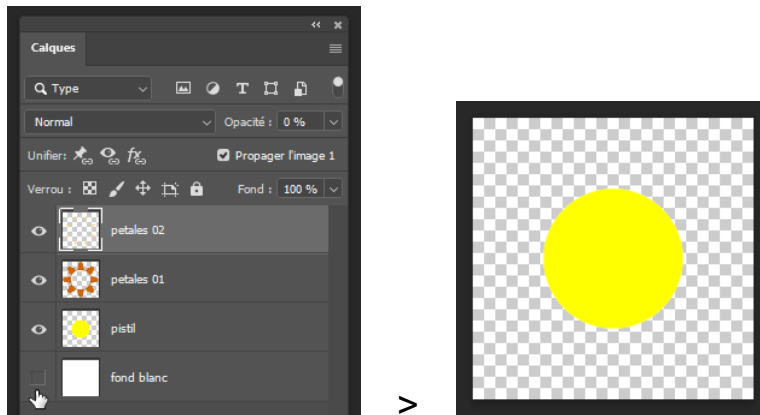 Calques
Type
Normal Opacité : 0 %
Unifier: Propager l'image 1
Verrou : Fond : 100 %
petales 02
petales 01
pistil
fond blanc
>